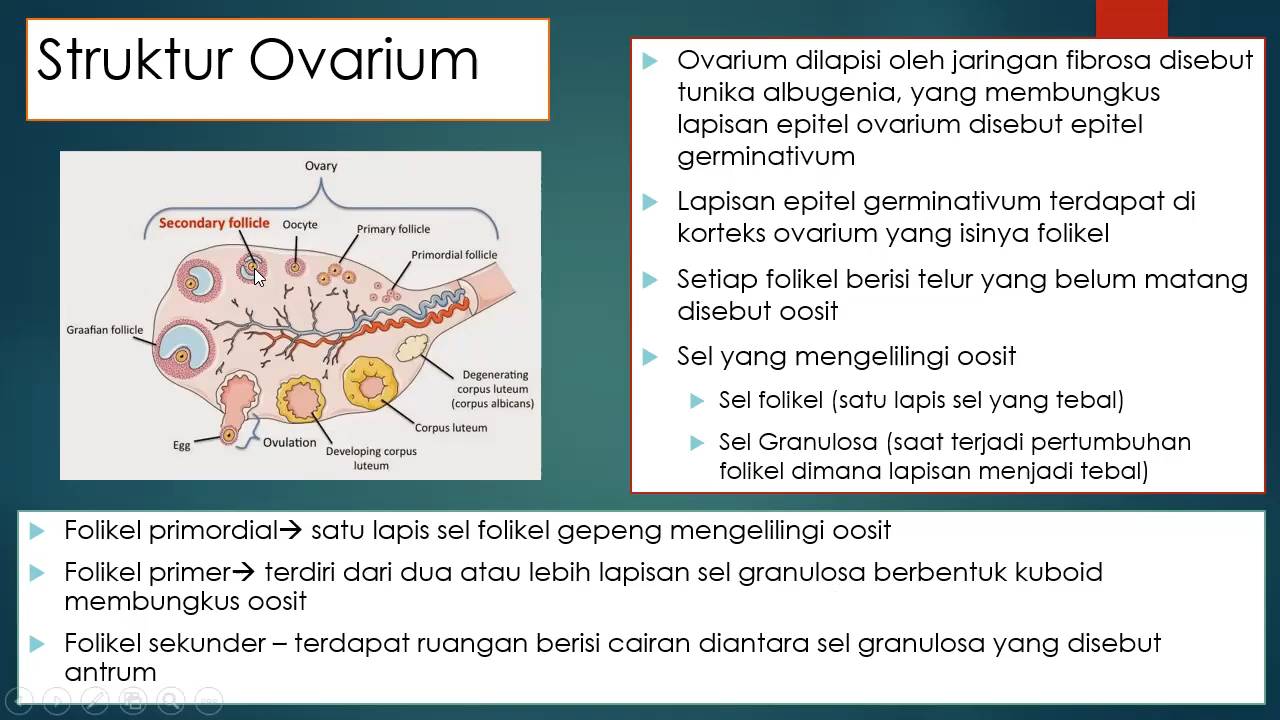 Struktur Ovarium
Ovary
Secondary follicle
Oocyte
Primary follicle
Primordial follicle
Graafian follicle
Degenerating
corpus luteum
(corpus albicans)
Corpus luteum
Egg
Ovulation
Developing corpus
luteum
Ovarium dilapisi oleh jaringan fibrosa disebut
tunika albugenia, yang membungkus
lapisan epitel ovarium disebut epitel
germinativum
Lapisan epitel germinativum terdapat di
korteks ovarium yang isinya folikel
Setiap folikel berisi telur yang belum matang
disebut oosit
Sel yang mengelilingi oosit
Sel folikel (satu lapis sel yang tebal)
Sel Granulosa (saat terjadi pertumbuhan
folikel dimana lapisan menjadi tebal)
Folikel primordial→ satu lapis sel folikel gepeng mengelilingi oosit
Folikel primer→ terdiri dari dua atau lebih lapisan sel granulosa berbentuk kuboid
membungkus oosit
Folikel sekunder – terdapat ruangan berisi cairan diantara sel granulosa yang disebut
antrum